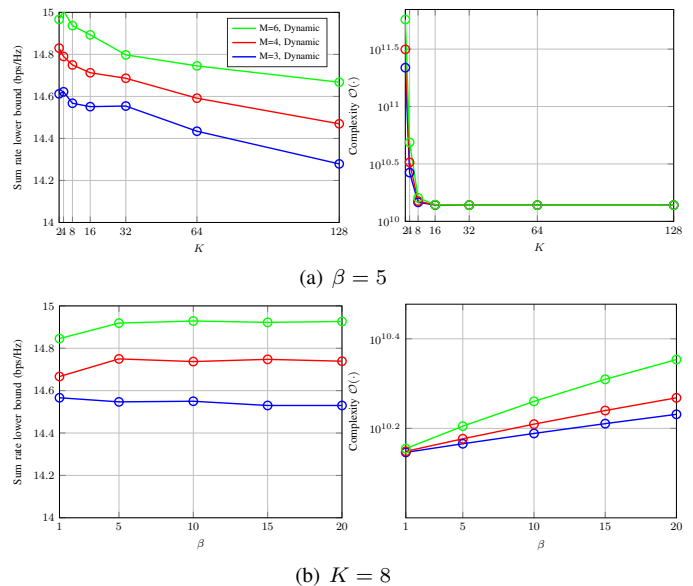 15
14.8
14.6
14.4
14.2
14
2 4 8 16 32 64 128
K
Sum rate lower bound (bps/Hz)
M=6, Dynamic
M=4, Dynamic
M=3, Dynamic
10^11.5
10^11
10^10.5
10^10
2 4 8 16 32 64 128
K
Complexity O(·)
(a) β = 5
15
14.8
14.6
14.4
14.2
14
1 5 10 15 20
β
Sum rate lower bound (bps/Hz)
10^10.4
10^10.2
1 5 10 15 20
β
Complexity O(·)
(b) K = 8